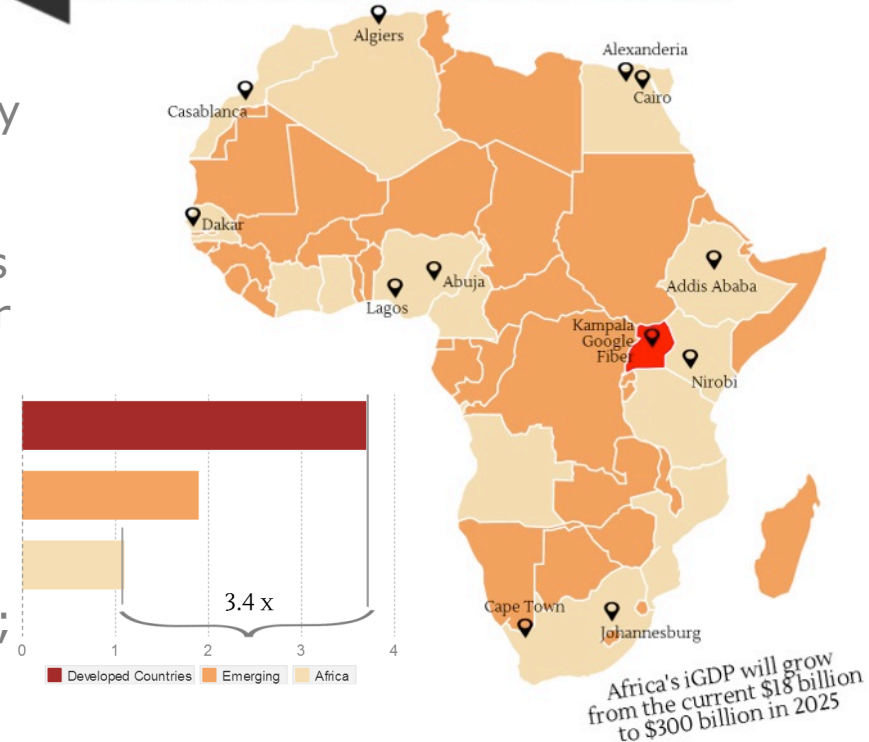 y
s
r
;
Algiers
Alexanderia
Cairo
Casablanca
Dakar
Abuja
Lagos
Addis Ababa
Kampala
Google
Fiber
Nirobi
Cape Town
Johannesburg
3.4 x
0 1 2 3 4
Developed Countries Emerging Africa
Africa's iGDP will grow
from the current $18 billion
to $300 billion in 2025